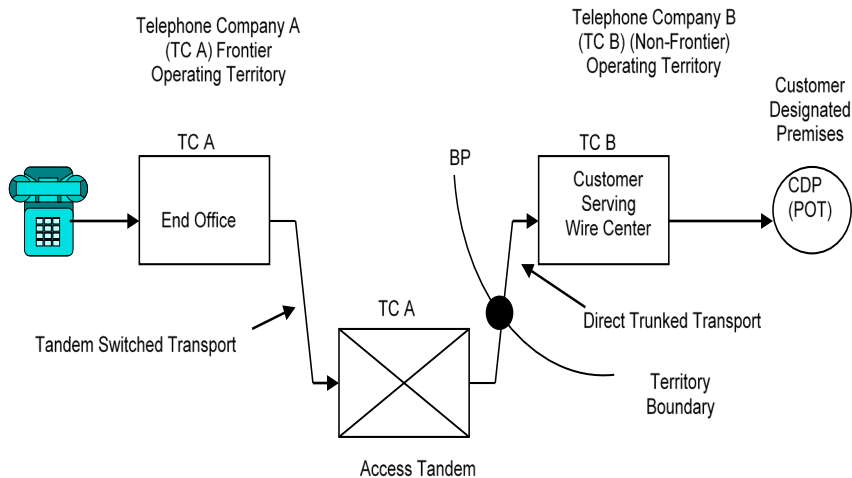 Telephone Company A
(TC A) Frontier
Operating Territory
Telephone Company B
(TC B) (Non-Frontier)
Operating Territory
Customer
Designated
Premises
TC A
End Office
BP
TC B
Customer
Serving
Wire Center
CDP
(POT)
Tandem Switched Transport
TC A
Direct Trunked Transport
Territory
Boundary
Access Tandem